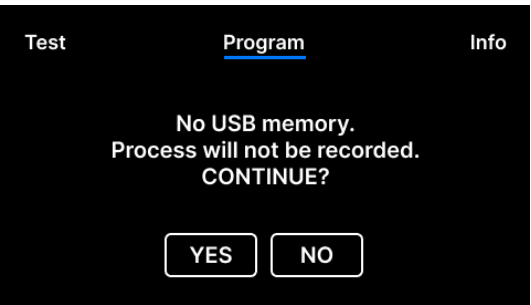 Test Program Info
No USB memory.
Process will not be recorded.
CONTINUE?
YES NO